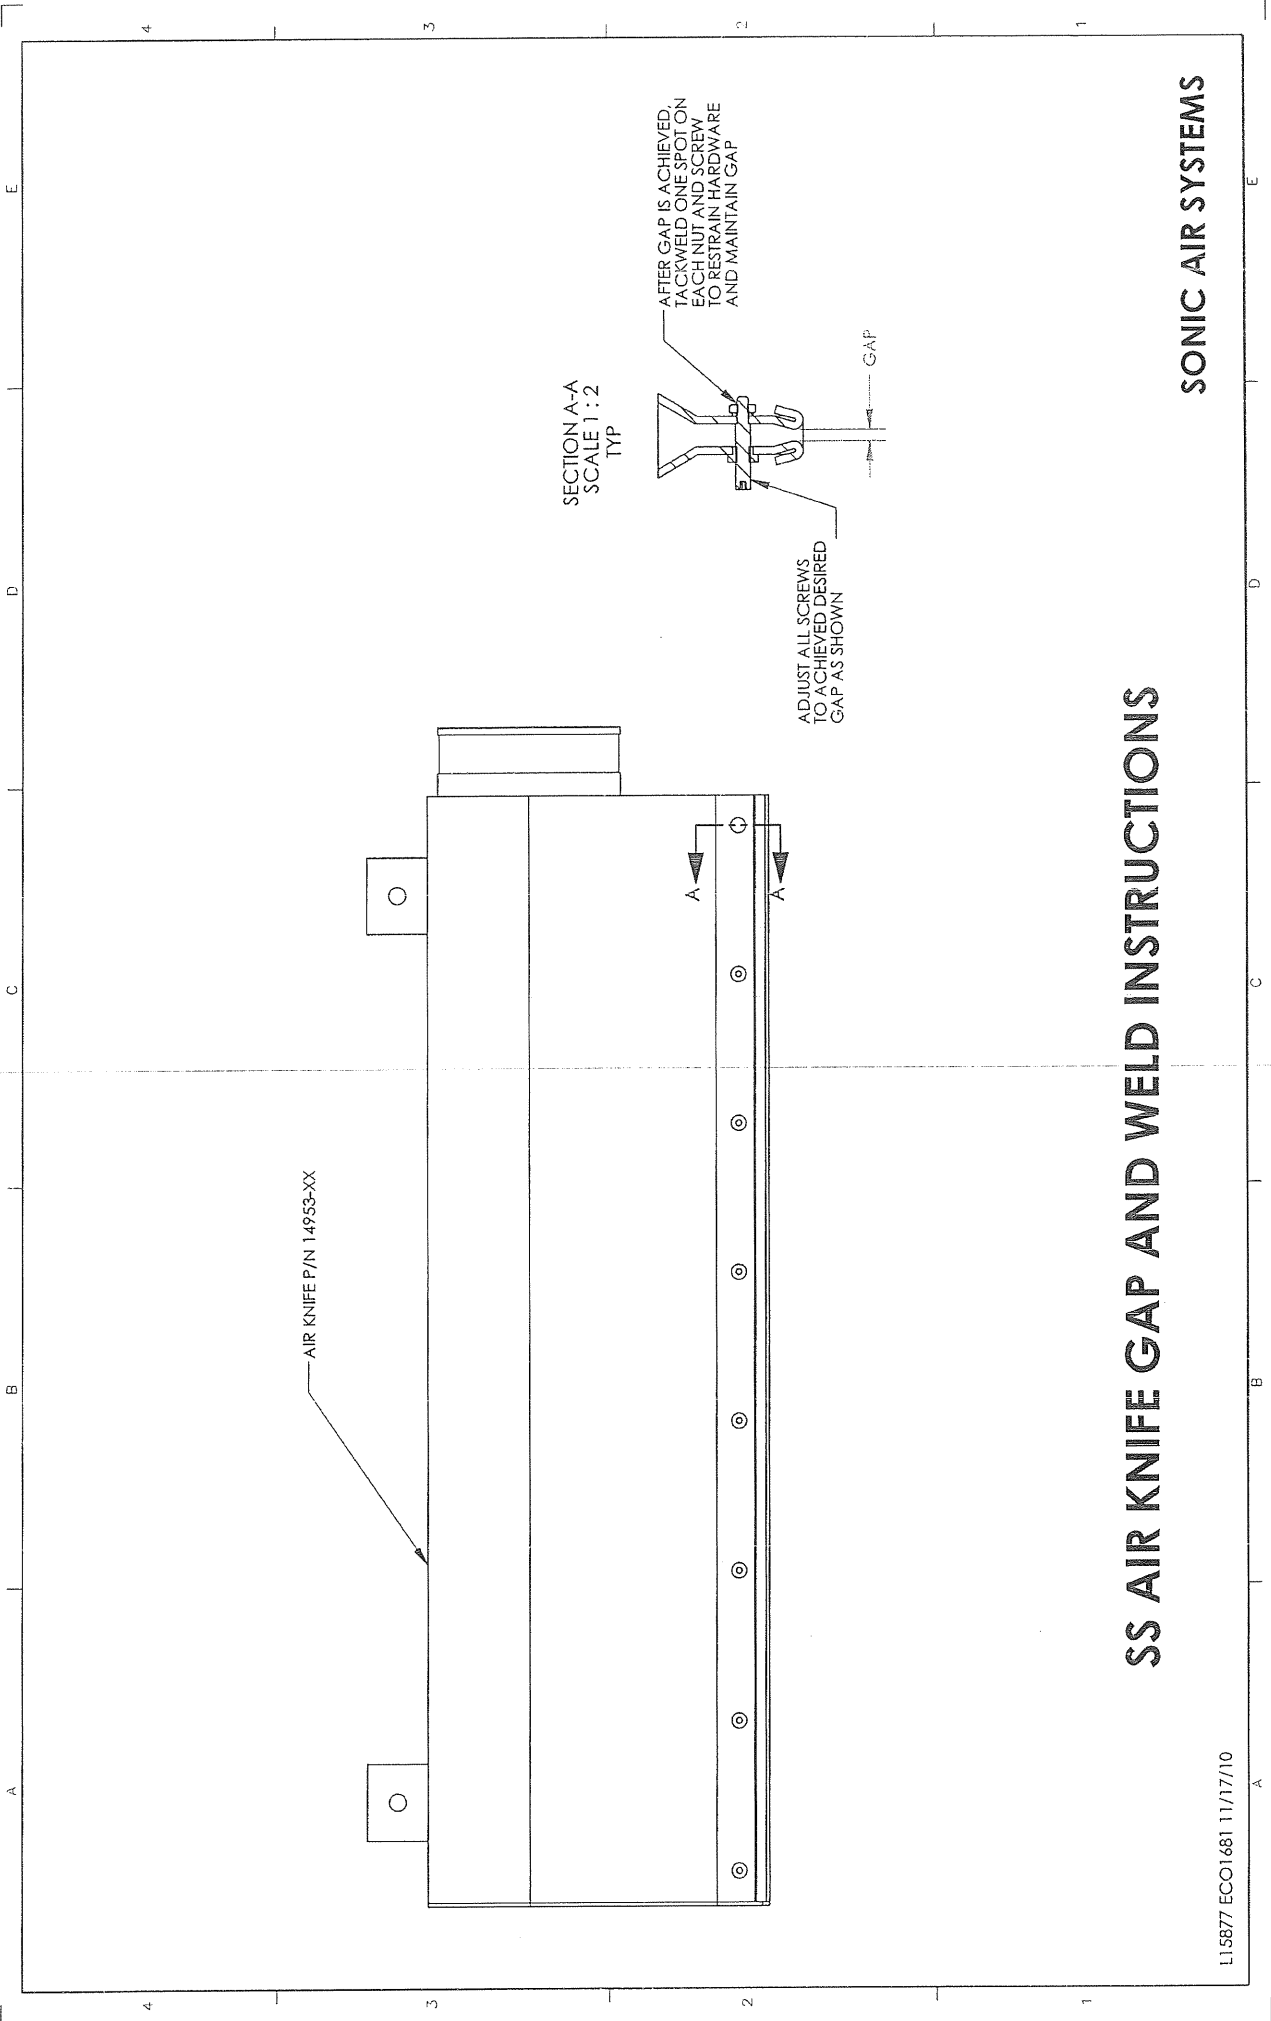 4
3
2
1
E
D
C
B
A
AIR KNIFE P/N 14953-XX
SECTION A-A
SCALE 1 : 2
TYP
AFTER GAP IS ACHIEVED,
TACKWELD ONE SPOT ON
EACH NUT AND SCREW
TO RESTRAIN HARDWARE
AND MAINTAIN GAP
GAP
ADJUST ALL SCREWS
TO ACHIEVED DESIRED
GAP AS SHOWN
A
A
SS AIR KNIFE GAP AND WELD INSTRUCTIONS
SONIC AIR SYSTEMS
L15877 ECO1681 11/17/10
A
B
C
D
E
4
3
2
1